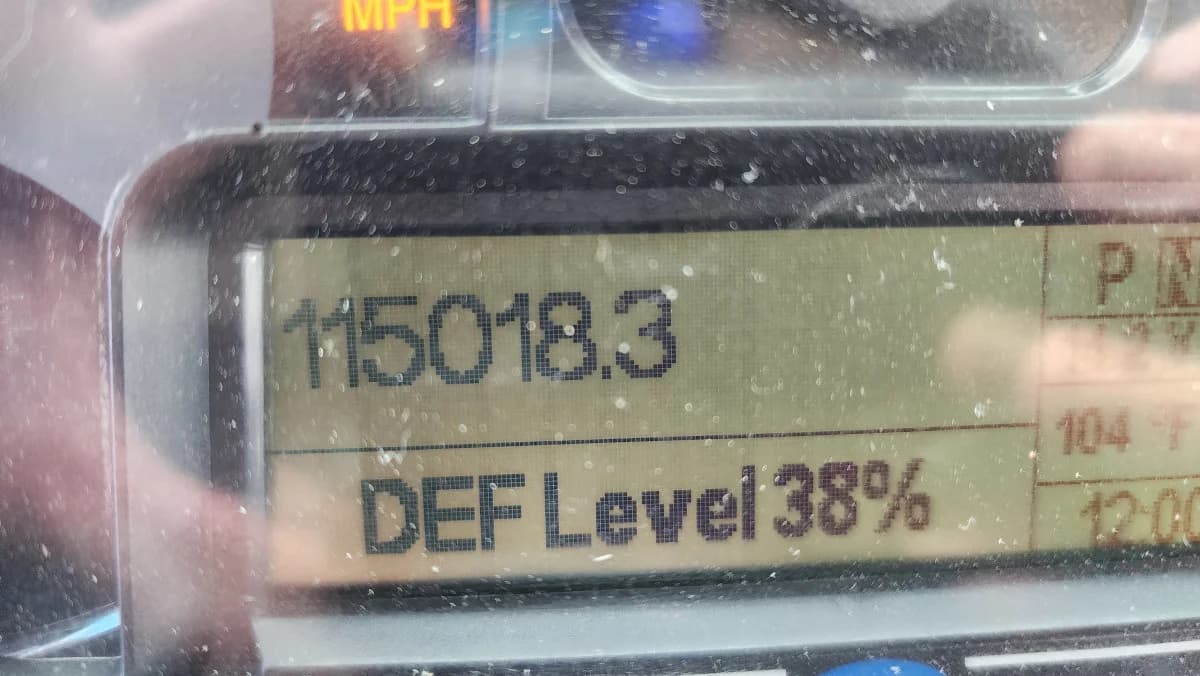 MPH
115018.3
P N
104 °F
DEF Level 38%
12:00